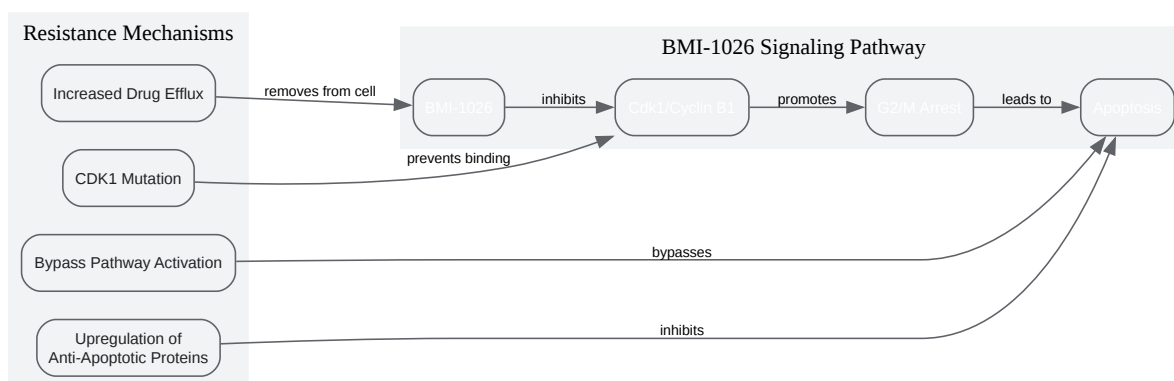 Resistance Mechanisms
BMI-1026 Signaling Pathway
Increased Drug Efflux
removes from cell
BMI-1026
inhibits
Cdk1/Cyclin B1
promotes
G2/M Arrest
leads to
Apoptosis
prevents binding
CDK1 Mutation
bypasses
Bypass Pathway Activation
inhibits
Upregulation of
Anti-Apoptotic Proteins